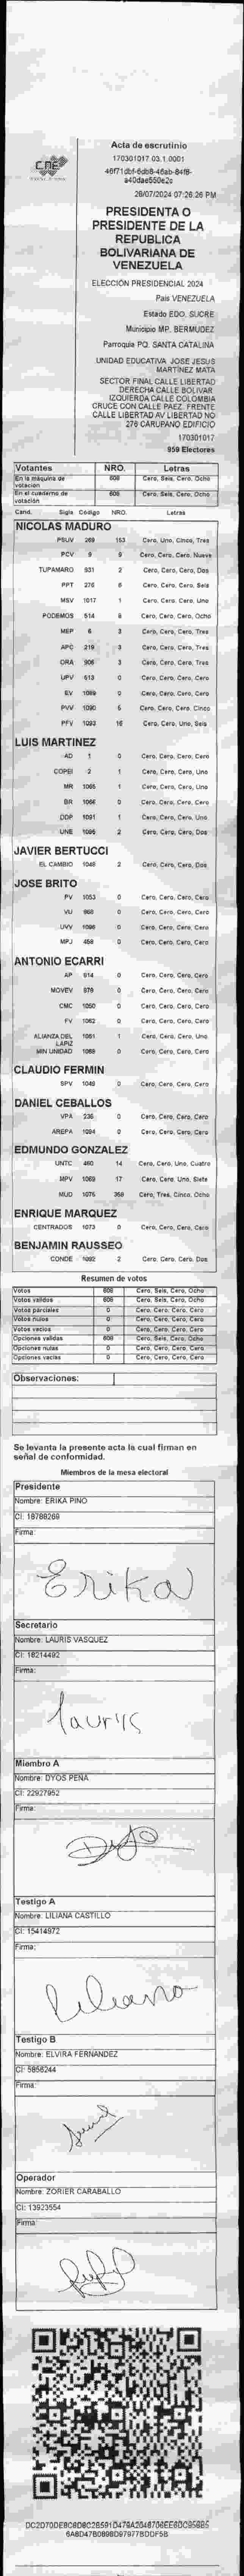 CNE
Acta de escrutinio
170301017.03.1.0001
28/07/2024 07:26:26 PM
PRESIDENTA O
PRESIDENTE DE LA
REPUBLICA
BOLIVARIANA DE
VENEZUELA
ELECCIÓN PRESIDENCIAL 2024
País VENEZUELA
Estado EDO. SUCRE
Municipio MP. BERMUDEZ
Parroquia PQ. SANTA CATALINA
UNIDAD EDUCATIVA JOSE JESUS
MARTÍNEZ MATA
SECTOR FINAL CALLE LIBERTAD
DERECHA CALLE BOLIVAR.
IZQUIERDA CALLE COLOMBIA
CRUCE CON CALLE PAEZ. FRENTE
CALLE LIBERTAD AV LIBERTAD NO
276 CARUPANO EDIFICIO
170301017
959 Electores
Votantes NRO. Letras
En la máquina de votación 608 Cero, Seis, Cero, Ocho
En el cuaderno de votación 608 Cero, Seis, Cero, Ocho
Cand. Sigla Código NRO. Letras
NICOLAS MADURO
PSUV 269 153 Cero, Uno, Cinco, Tres
PCV 9 9 Cero, Cero, Cero, Nueve
TUPAMARO 931 2 Cero, Cero, Cero, Dos
PPT 276 6 Cero, Cero, Cero, Seis
MSV 1017 1 Cero, Cero, Cero, Uno
PODEMOS 514 8 Cero, Cero, Cero, Ocho
MEP 6 3 Cero, Cero, Cero, Tres
APC 219 3 Cero, Cero, Cero, Tres
ORA 906 3 Cero, Cero, Cero, Tres
UPV 613 0 Cero, Cero, Cero, Cero
EV 1089 0 Cero, Cero, Cero, Cero
PVV 1090 5 Cero, Cero, Cero, Cinco
PFV 1093 16 Cero, Cero, Uno, Seis
LUIS MARTINEZ
AD 1 0 Cero, Cero, Cero, Cero
COPEI 2 1 Cero, Cero, Cero, Uno
MR 1065 1 Cero, Cero, Cero, Uno
BR 1066 0 Cero, Cero, Cero, Cero
DDP 1091 1 Cero, Cero, Cero, Uno
UNE 1095 2 Cero, Cero, Cero, Dos
JAVIER BERTUCCI
EL CAMBIO 1048 2 Cero, Cero, Cero, Dos
JOSE BRITO
PV 1053 0 Cero, Cero, Cero, Cero
VU 968 0 Cero, Cero, Cero, Cero
UVV 1096 0 Cero, Cero, Cero, Cero
MPJ 458 0 Cero, Cero, Cero, Cero
ANTONIO ECARRI
AP 914 0 Cero, Cero, Cero, Cero
MOVEV 979 0 Cero, Cero, Cero, Cero
CMC 1050 0 Cero, Cero, Cero, Cero
FV 1062 0 Cero, Cero, Cero, Cero
ALIANZA DEL LAPIZ 1081 1 Cero, Cero, Cero, Uno
MIN UNIDAD 1069 0 Cero, Cero, Cero, Cero
CLAUDIO FERMIN
SPV 1049 0 Cero, Cero, Cero, Cero
DANIEL CEBALLOS
VPA 236 0 Cero, Cero, Cero, Cero
AREPA 1094 0 Cero, Cero, Cero, Cero
EDMUNDO GONZALEZ
UNTC 460 14 Cero, Cero, Uno, Cuatro
MPV 1068 17 Cero, Cero, Uno, Siete
MUD 1076 358 Cero, Tres, Cinco, Ocho
ENRIQUE MARQUEZ
CENTRADOS 1073 0 Cero, Cero, Cero, Cero
BENJAMIN RAUSSEO
CONDE 1092 2 Cero, Cero, Cero, Dos
Resumen de votos
Votos 608 Cero, Seis, Cero, Ocho
Votos válidos 608 Cero, Seis, Cero, Ocho
Votos parciales 0 Cero, Cero, Cero, Cero
Votos nulos 0 Cero, Cero, Cero, Cero
Votos vacíos 0 Cero, Cero, Cero, Cero
Opciones válidas 608 Cero, Seis, Cero, Ocho
Opciones nulas 0 Cero, Cero, Cero, Cero
Opciones vacías 0 Cero, Cero, Cero, Cero
Observaciones:
Se levanta la presente acta la cual firman en
señal de conformidad.
Miembros de la mesa electoral
Presidente
Nombre: ERIKA PINO
CI: 18788269
Firma:
Erika
Secretario
Nombre: LAURIS VASQUEZ
CI: 18214492
Firma:
Laurys
Miembro A
Nombre: DYOS PEÑA
CI: 22927952
Firma:
Testigo A
Nombre: LILIANA CASTILLO
CI: 15414972
Firma:
Liliana
Testigo B
Nombre: ELVIRA FERNANDEZ
CI: 5856244
Firma:
Operador
Nombre: ZORIER CARABALLO
CI: 13923554
Firma: